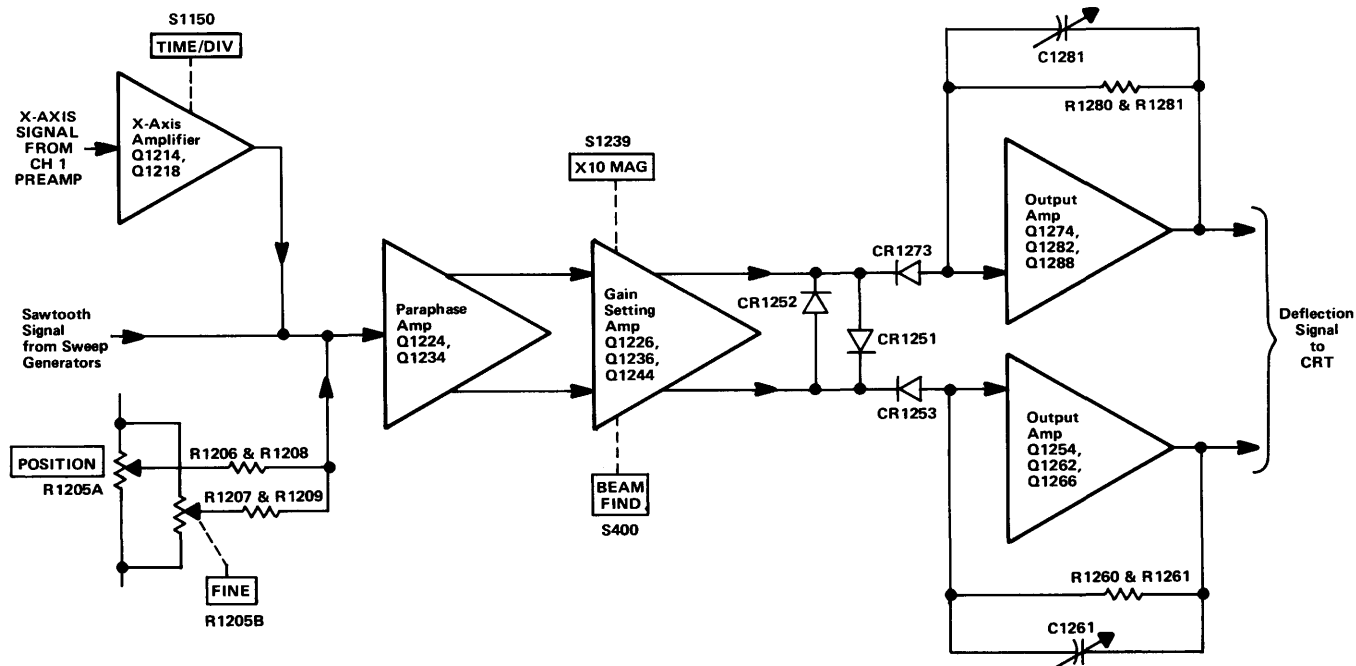 S1150
TIME/DIV
X-AXIS
SIGNAL
FROM
CH 1
PREAMP
X-Axis
Amplifier
Q1214,
Q1218
Sawtooth
Signal
from Sweep
Generators
POSITION
R1205A
R1206 & R1208
R1207 & R1209
FINE
R1205B
Paraphase
Amp
Q1224,
Q1234
S1239
X10 MAG
Gain
Setting
Amp
Q1226,
Q1236,
Q1244
BEAM
FIND
S400
CR1252
CR1251
CR1273
CR1253
C1281
R1280 & R1281
Output
Amp
Q1274,
Q1282,
Q1288
Output
Amp
Q1254,
Q1262,
Q1266
R1260 & R1261
C1261
Deflection
Signal
to
CRT